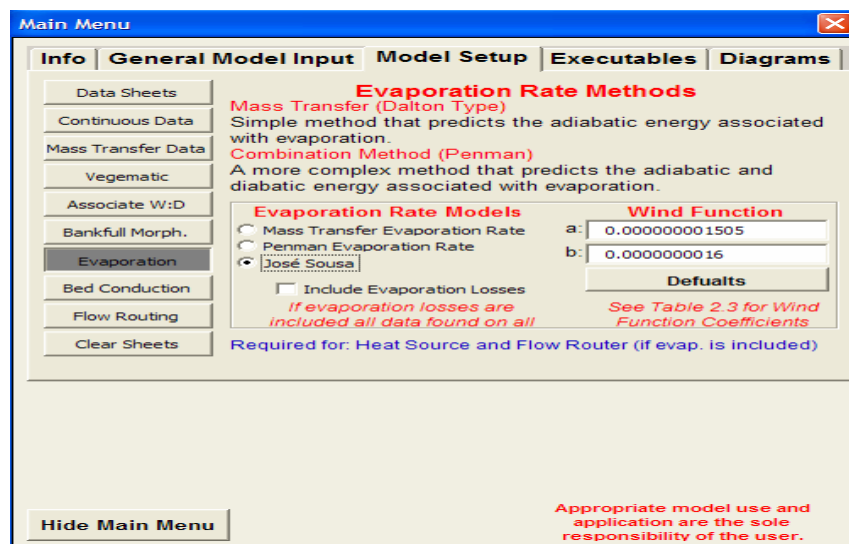 Main Menu
Info
General Model Input
Model Setup
Executables
Diagrams
Data Sheets
Continuous Data
Mass Transfer Data
Vegematic
Associate W:D
Bankfull Morph.
Evaporation
Bed Conduction
Flow Routing
Clear Sheets
Evaporation Rate Methods
Mass Transfer (Dalton Type)
Simple method that predicts the adiabatic energy associated
with evaporation.
Combination Method (Penman)
A more complex method that predicts the adiabatic and
diabatic energy associated with evaporation.
Evaporation Rate Models
Mass Transfer Evaporation Rate
Penman Evaporation Rate
José Sousa
Include Evaporation Losses
If evaporation losses are
included all data found on all
Wind Function
a: 0.000000001505
b: 0.0000000016
Defualts
See Table 2.3 for Wind
Function Coefficients
Required for: Heat Source and Flow Router (if evap. is included)
Hide Main Menu
Appropriate model use and
application are the sole
responsibility of the user.